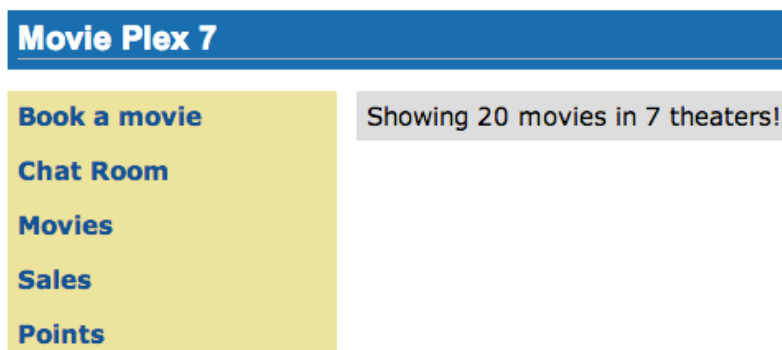 Movie Plex 7
Book a movie
Chat Room
Movies
Sales
Points
Showing 20 movies in 7 theaters!